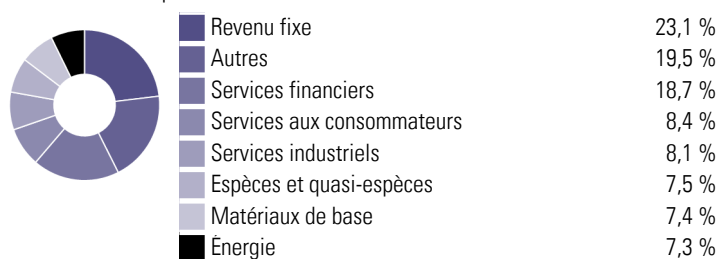 Revenu fixe 23,1 %
Autres 19,5 %
Services financiers 18,7 %
Services aux consommateurs 8,4 %
Services industriels 8,1 %
Espèces et quasi-espèces 7,5 %
Matériaux de base 7,4 %
Énergie 7,3 %